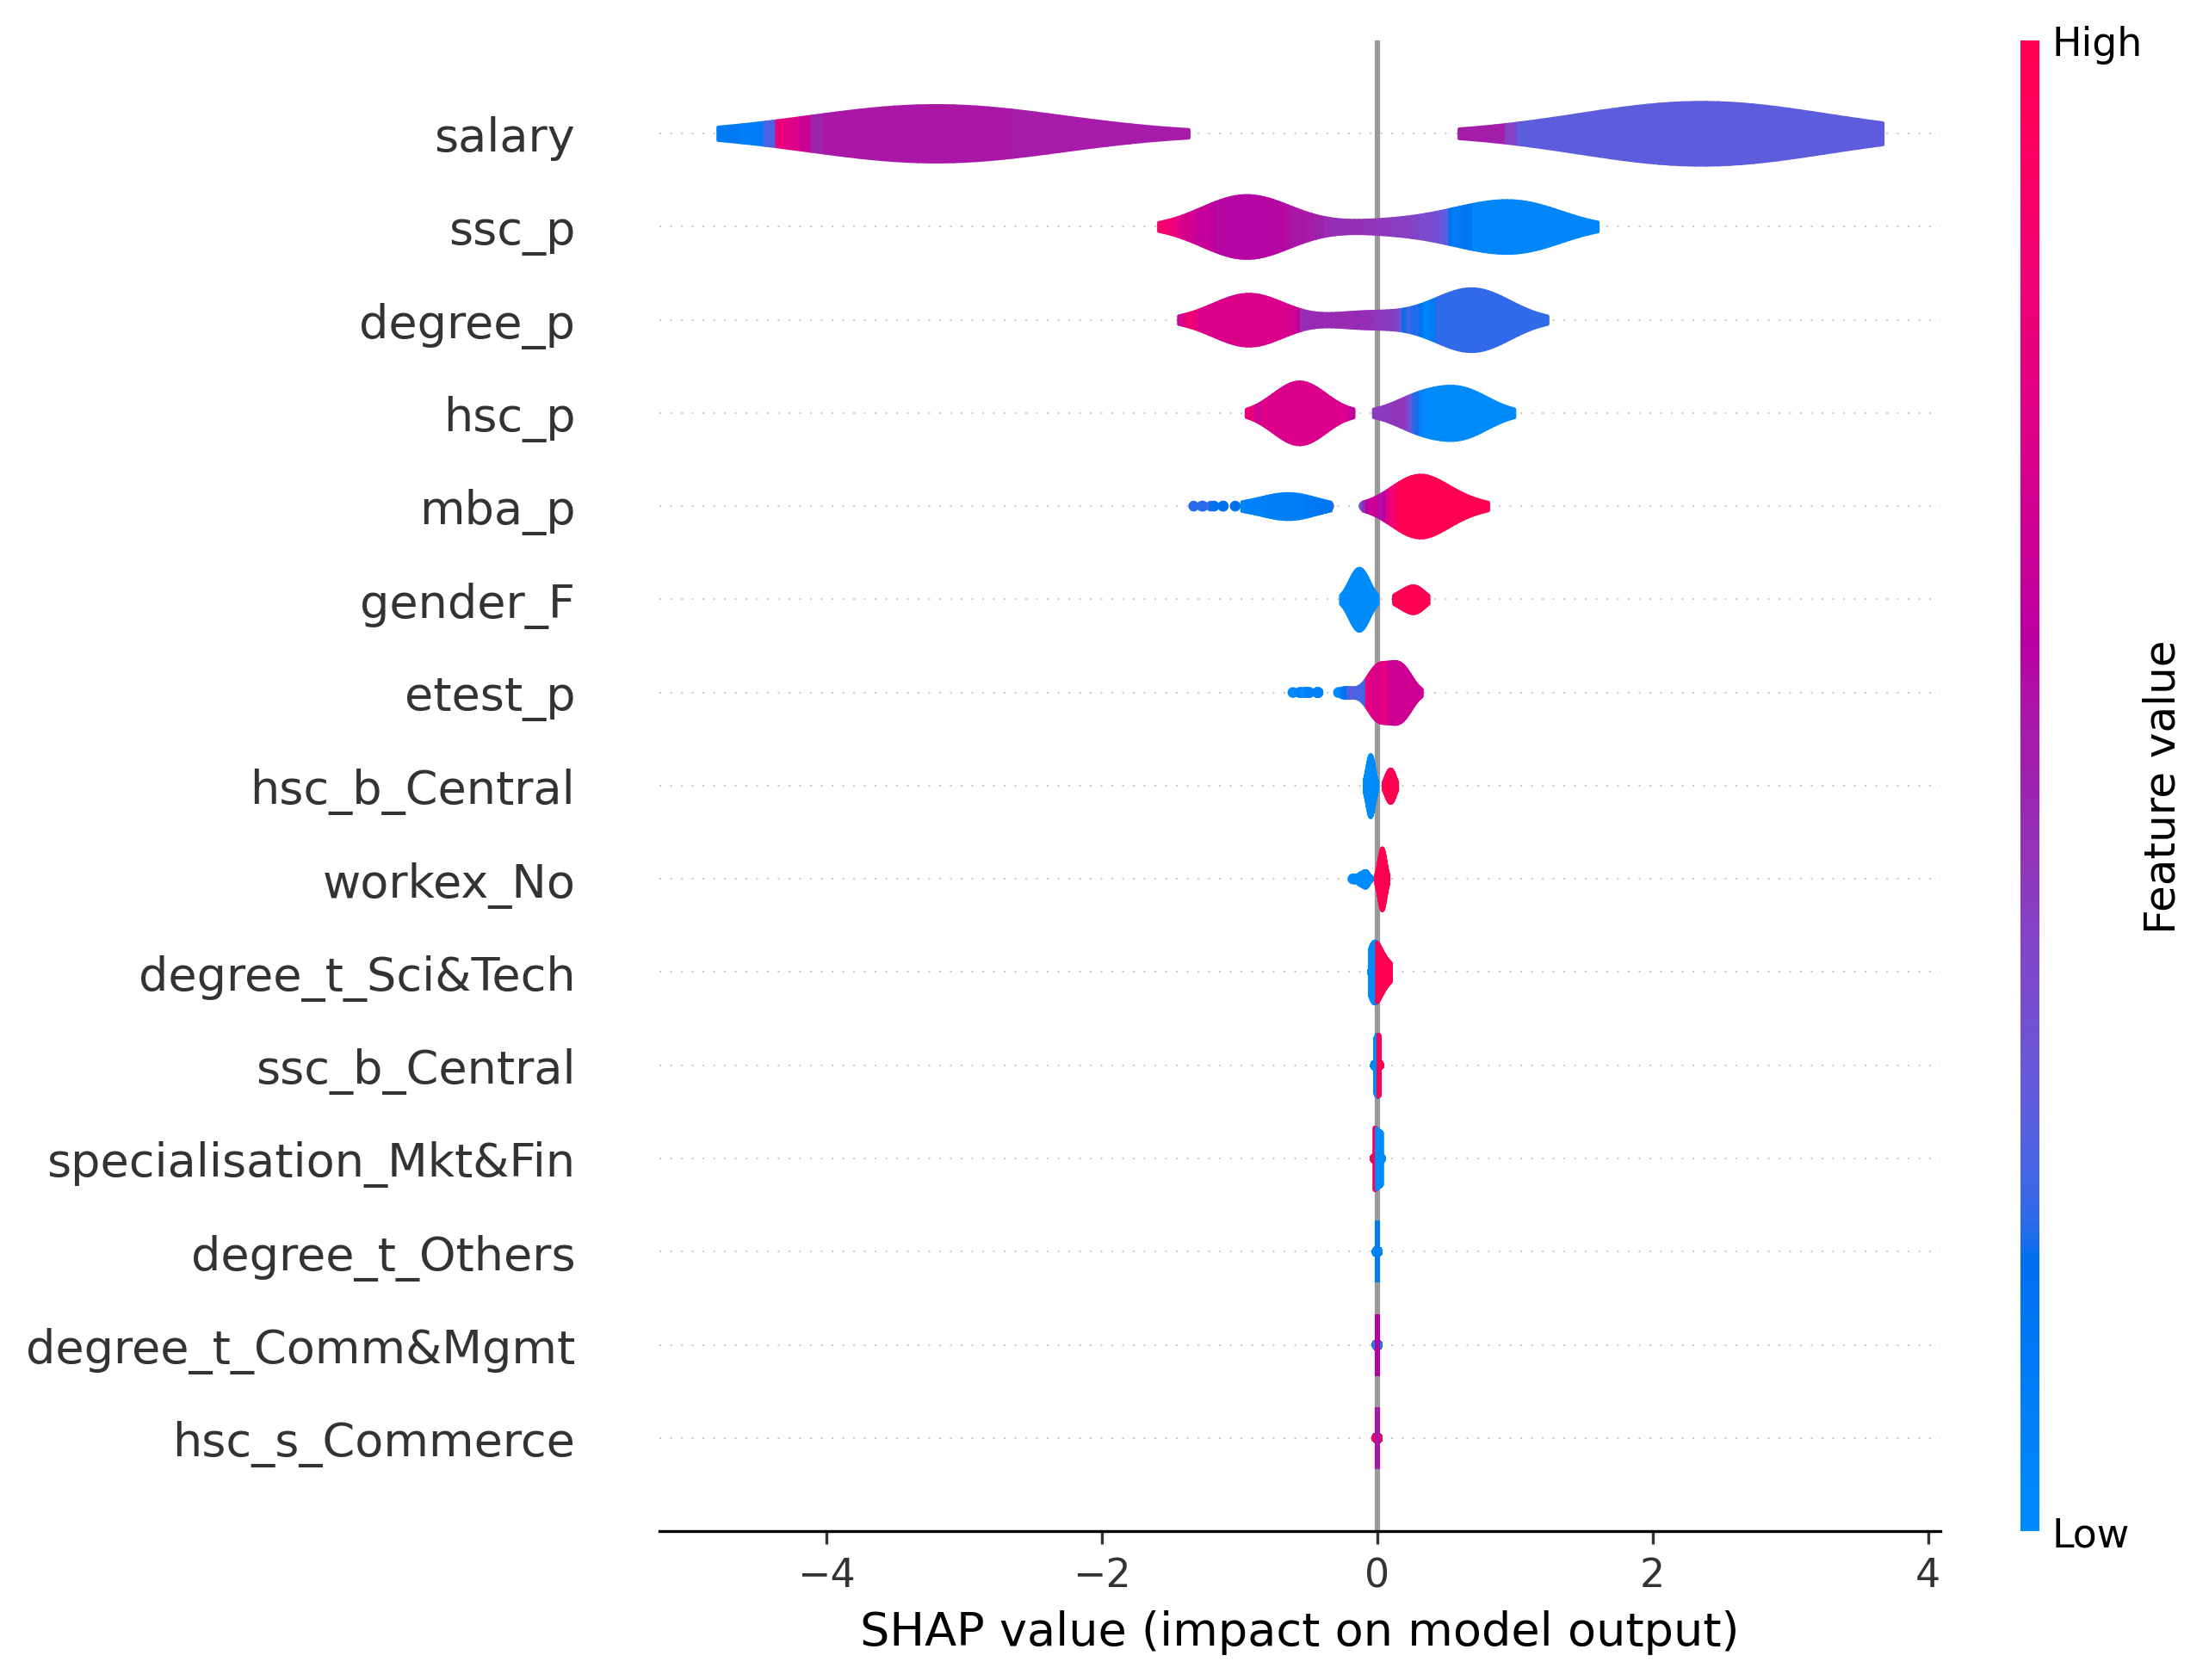 High
salary
ssc_p
degree_p
hsc_p
mba_p
gender_F
etest_p
hsc_b_Central
workex_No
degree_t_Sci&Tech
ssc_b_Central
specialisation_Mkt&Fin
degree_t_Others
degree_t_Comm&Mgmt
hsc_s_Commerce
Feature value
Low
−4 −2 0 2 4
SHAP value (impact on model output)